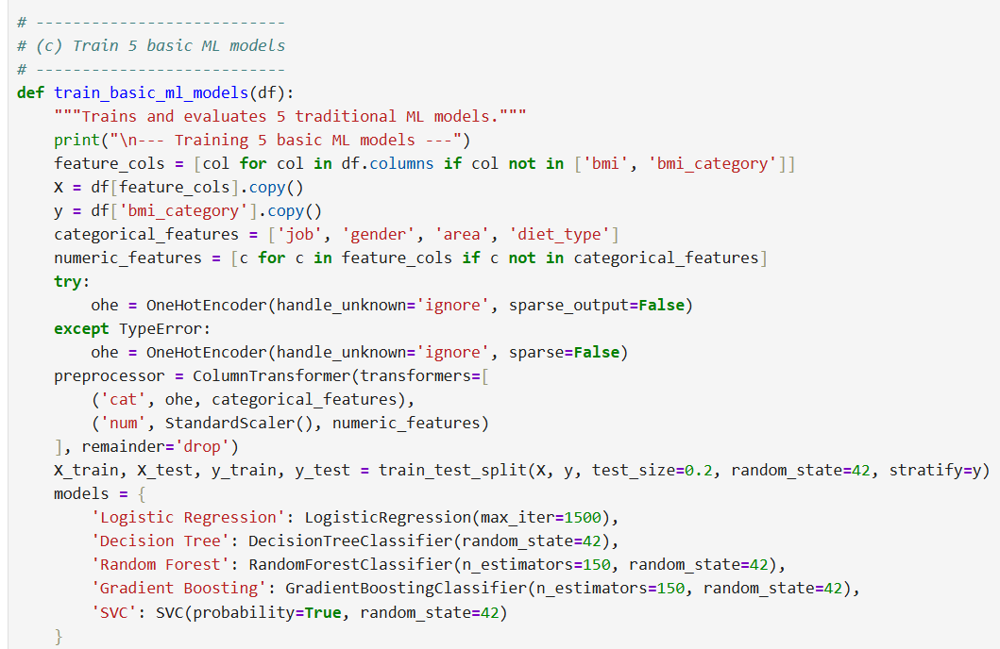 # ---------------------------
# (c) Train 5 basic ML models
# ---------------------------
def train_basic_ml_models(df):
    """Trains and evaluates 5 traditional ML models."""
    print("\n--- Training 5 basic ML models ---")
    feature_cols = [col for col in df.columns if col not in ['bmi', 'bmi_category']]
    X = df[feature_cols].copy()
    y = df['bmi_category'].copy()
    categorical_features = ['job', 'gender', 'area', 'diet_type']
    numeric_features = [c for c in feature_cols if c not in categorical_features]
    try:
        ohe = OneHotEncoder(handle_unknown='ignore', sparse_output=False)
    except TypeError:
        ohe = OneHotEncoder(handle_unknown='ignore', sparse=False)
    preprocessor = ColumnTransformer(transformers=[
        ('cat', ohe, categorical_features),
        ('num', StandardScaler(), numeric_features)
    ], remainder='drop')
    X_train, X_test, y_train, y_test = train_test_split(X, y, test_size=0.2, random_state=42, stratify=y)
    models = {
        'Logistic Regression': LogisticRegression(max_iter=1500),
        'Decision Tree': DecisionTreeClassifier(random_state=42),
        'Random Forest': RandomForestClassifier(n_estimators=150, random_state=42),
        'Gradient Boosting': GradientBoostingClassifier(n_estimators=150, random_state=42),
        'SVC': SVC(probability=True, random_state=42)
    }